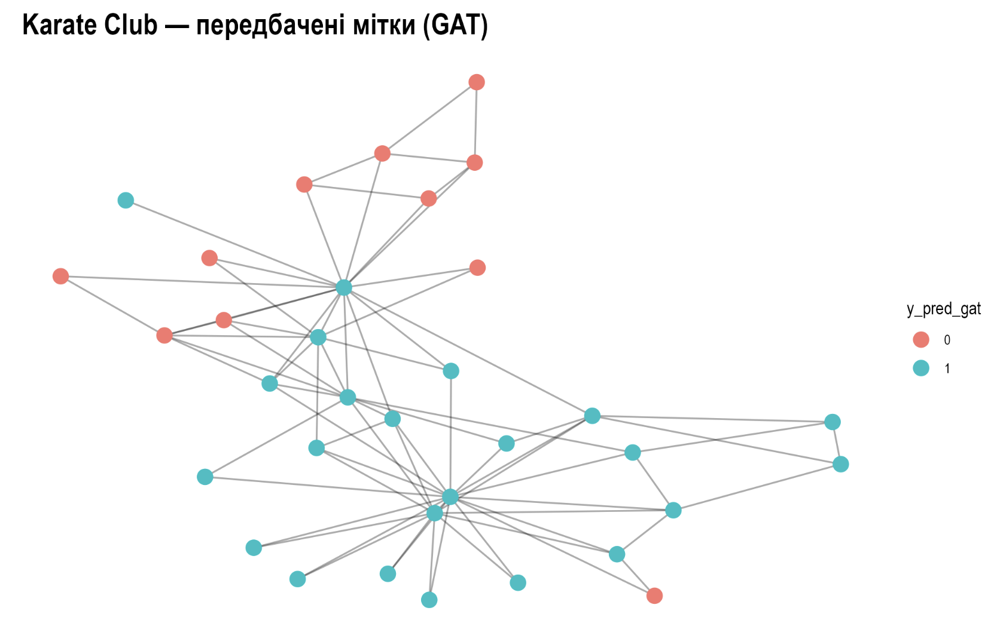 Karate Club — передбачені мітки (GAT)
y_pred_gat
0
1